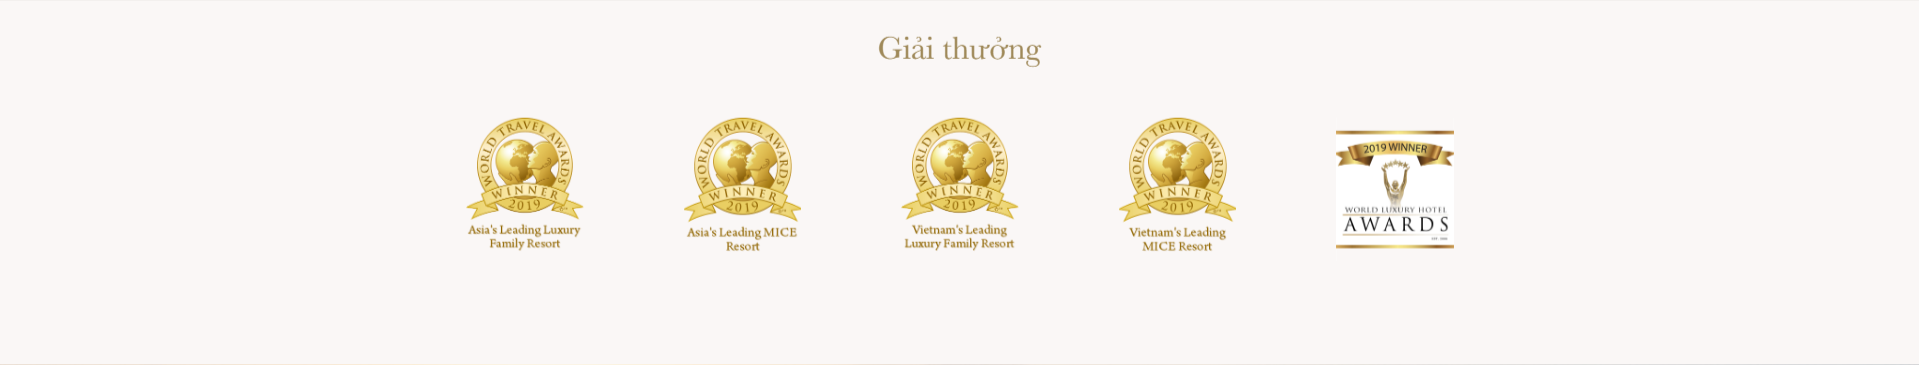 Giải thưởng
WORLD TRAVEL AWARDS
WINNER
2019
Asia's Leading Luxury
Family Resort
WORLD TRAVEL AWARDS
WINNER
2019
Asia's Leading MICE
Resort
WORLD TRAVEL AWARDS
WINNER
2019
Vietnam's Leading
Luxury Family Resort
WORLD TRAVEL AWARDS
WINNER
2019
Vietnam's Leading
MICE Resort
2019 WINNER
WORLD LUXURY HOTEL
AWARDS